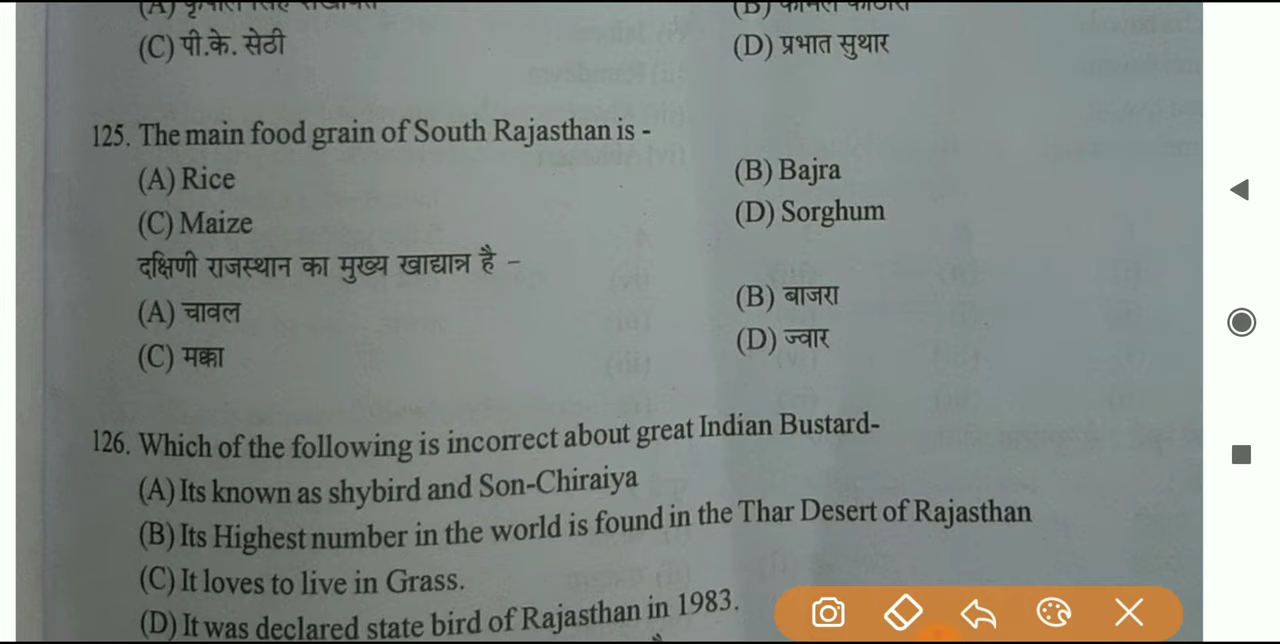 (C) पी.के. सेठी
(D) प्रभात सुथार
125. The main food grain of South Rajasthan is -
(A) Rice
(B) Bajra
(C) Maize
(D) Sorghum
दक्षिणी राजस्थान का मुख्य खाद्यान्न है –
(A) चावल
(B) बाजरा
(C) मक्का
(D) ज्वार
126. Which of the following is incorrect about great Indian Bustard-
(A) Its known as shybird and Son-Chiraiya
(B) Its Highest number in the world is found in the Thar Desert of Rajasthan
(C) It loves to live in Grass.
(D) It was declared state bird of Rajasthan in 1983.